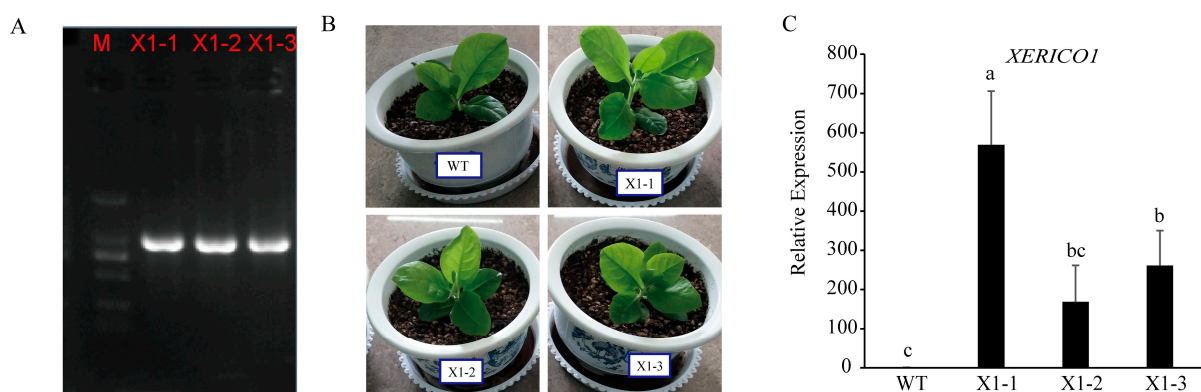 A
M X1-1 X1-2 X1-3
B
WT
X1-1
X1-2
X1-3
C
XERICO1
Relative Expression
800
700
600
500
400
300
200
100
0
c
a
bc
b
WT X1-1 X1-2 X1-3